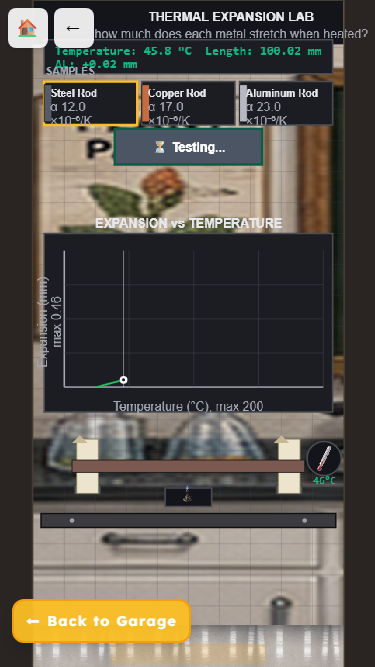 ←
THERMAL EXPANSION LAB
how much does each metal stretch when heated?
Temperature: 45.8 °C Length: 100.02 mm
ΔL: +0.02 mm
SAMPLES
Steel Rod
α 12.0
×10⁻⁶/K
Copper Rod
α 17.0
×10⁻⁶/K
Aluminum Rod
α 23.0
×10⁻⁶/K
⏳ Testing...
EXPANSION vs TEMPERATURE
Expansion (mm)
max 0.46
Temperature (°C), max 200
46°C
← Back to Garage